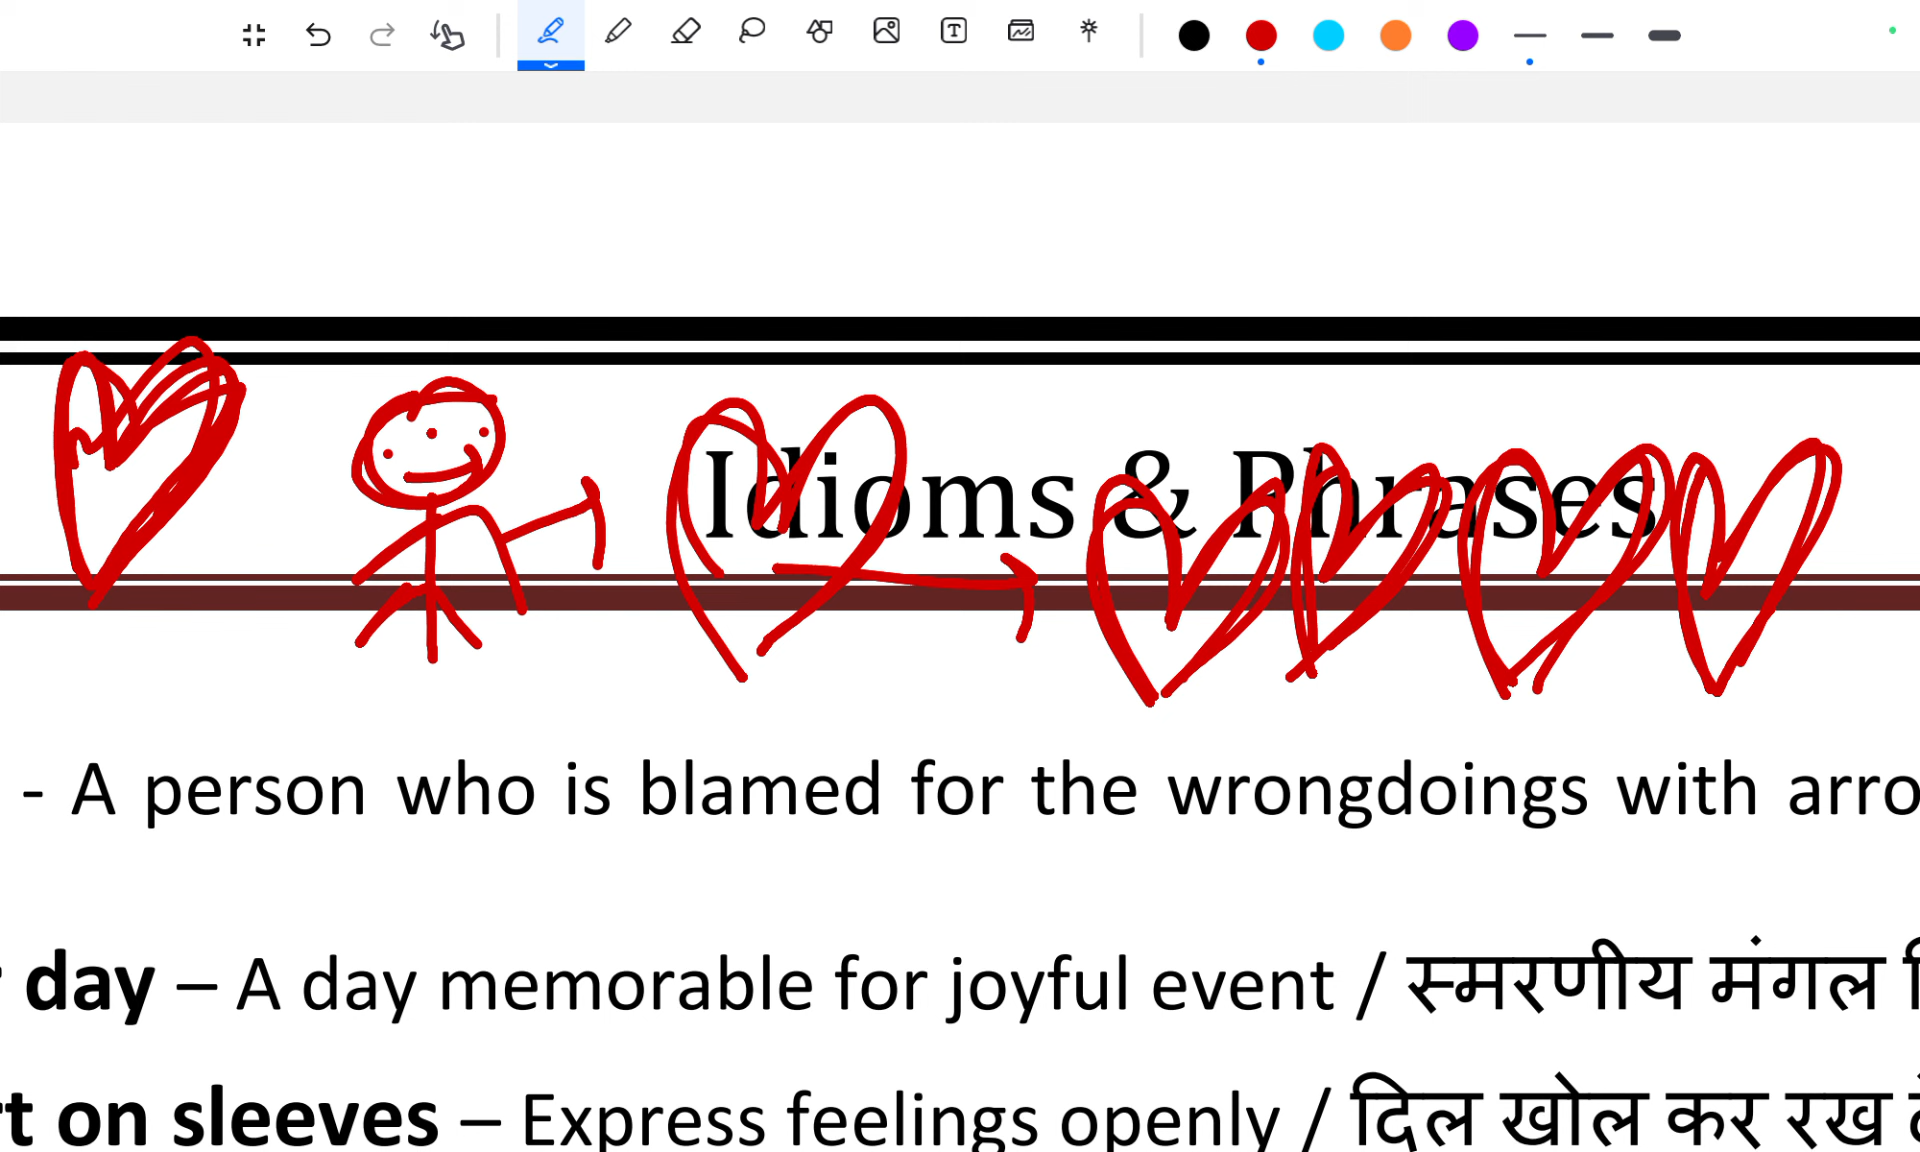 Idioms & Phrases
- A person who is blamed for the wrongdoings with
day – A day memorable for joyful event / स्मरणीय मंगल
on sleeves – Express feelings openly / दिल खोल कर रख